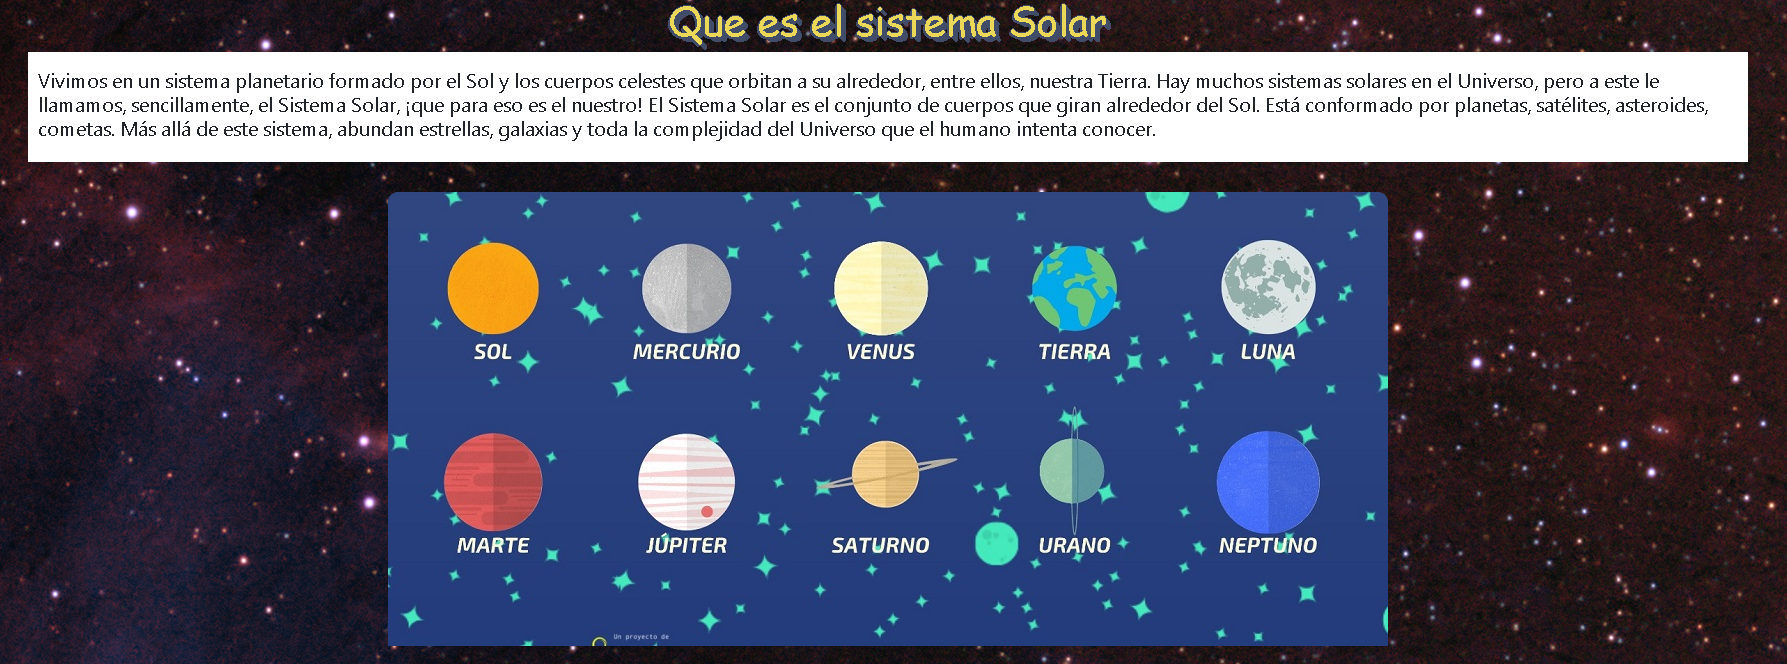 Que es el sistema Solar
Vivimos en un sistema planetario formado por el Sol y los cuerpos celestes que orbitan a su alrededor, entre ellos, nuestra Tierra. Hay muchos sistemas solares en el Universo, pero a este le
llamamos, sencillamente, el Sistema Solar, ¡que para eso es el nuestro! El Sistema Solar es el conjunto de cuerpos que giran alrededor del Sol. Está conformado por planetas, satélites, asteroides,
cometas. Más allá de este sistema, abundan estrellas, galaxias y toda la complejidad del Universo que el humano intenta conocer.
SOL MERCURIO VENUS TIERRA LUNA
MARTE JÚPITER SATURNO URANO NEPTUNO
Un proyecto de